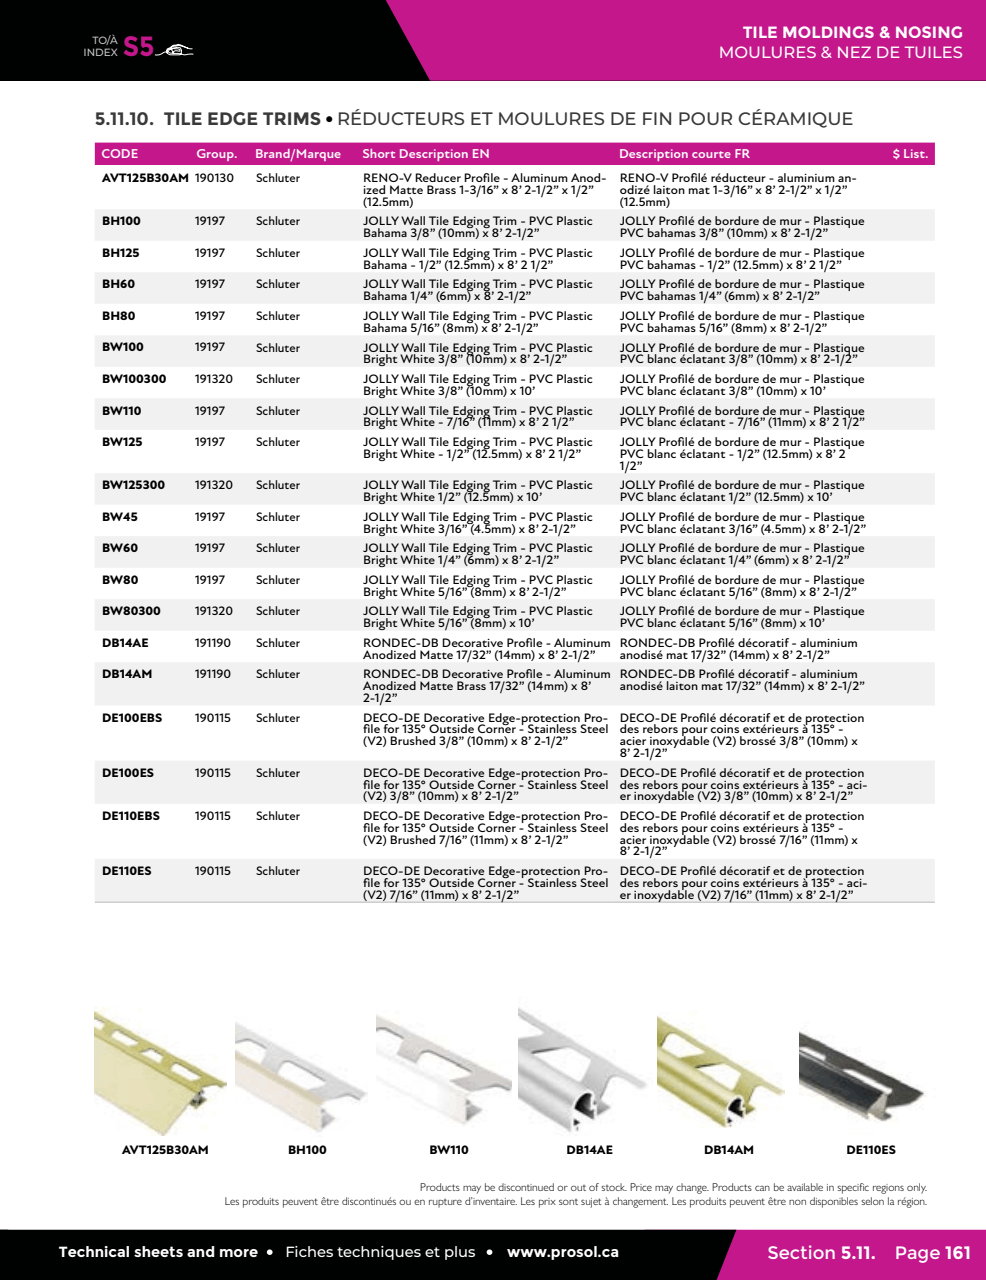 TO/À
INDEX S5
TILE MOLDINGS & NOSING
MOULURES & NEZ DE TUILES
5.11.10. TILE EDGE TRIMS • RÉDUCTEURS ET MOULURES DE FIN POUR CÉRAMIQUE
CODE Group. Brand/Marque Short Description EN Description courte FR $ List.
AVT125B30AM 190130 Schluter RENO-V Reducer Profile - Aluminum Anod- RENO-V Profilé réducteur - aluminium an-
ized Matte Brass 1-3/16” x 8’ 2-1/2” x 1/2” odizé laiton mat 1-3/16” x 8’ 2-1/2” x 1/2”
(12.5mm) (12.5mm)
BH100 19197 Schluter JOLLY Wall Tile Edging Trim - PVC Plastic JOLLY Profilé de bordure de mur - Plastique
Bahama 3/8” (10mm) x 8’ 2-1/2” PVC bahamas 3/8” (10mm) x 8’ 2-1/2”
BH125 19197 Schluter JOLLY Wall Tile Edging Trim - PVC Plastic JOLLY Profilé de bordure de mur - Plastique
Bahama - 1/2” (12.5mm) x 8’ 2 1/2” PVC bahamas - 1/2” (12.5mm) x 8’ 2 1/2”
BH60 19197 Schluter JOLLY Wall Tile Edging Trim - PVC Plastic JOLLY Profilé de bordure de mur - Plastique
Bahama 1/4” (6mm) x 8’ 2-1/2” PVC bahamas 1/4” (6mm) x 8’ 2-1/2”
BH80 19197 Schluter JOLLY Wall Tile Edging Trim - PVC Plastic JOLLY Profilé de bordure de mur - Plastique
Bahama 5/16” (8mm) x 8’ 2-1/2” PVC bahamas 5/16” (8mm) x 8’ 2-1/2”
BW100 19197 Schluter JOLLY Wall Tile Edging Trim - PVC Plastic JOLLY Profilé de bordure de mur - Plastique
Bright White 3/8” (10mm) x 8’ 2-1/2” PVC blanc éclatant 3/8” (10mm) x 8’ 2-1/2”
BW100300 191320 Schluter JOLLY Wall Tile Edging Trim - PVC Plastic JOLLY Profilé de bordure de mur - Plastique
Bright White 3/8” (10mm) x 10’ PVC blanc éclatant 3/8” (10mm) x 10’
BW110 19197 Schluter JOLLY Wall Tile Edging Trim - PVC Plastic JOLLY Profilé de bordure de mur - Plastique
Bright White - 7/16” (11mm) x 8’ 2 1/2” PVC blanc éclatant - 7/16” (11mm) x 8’ 2 1/2”
BW125 19197 Schluter JOLLY Wall Tile Edging Trim - PVC Plastic JOLLY Profilé de bordure de mur - Plastique
Bright White - 1/2” (12.5mm) x 8’ 2 1/2” PVC blanc éclatant - 1/2” (12.5mm) x 8’ 2
1/2”
BW125300 191320 Schluter JOLLY Wall Tile Edging Trim - PVC Plastic JOLLY Profilé de bordure de mur - Plastique
Bright White 1/2” (12.5mm) x 10’ PVC blanc éclatant 1/2” (12.5mm) x 10’
BW45 19197 Schluter JOLLY Wall Tile Edging Trim - PVC Plastic JOLLY Profilé de bordure de mur - Plastique
Bright White 3/16” (4.5mm) x 8’ 2-1/2” PVC blanc éclatant 3/16” (4.5mm) x 8’ 2-1/2”
BW60 19197 Schluter JOLLY Wall Tile Edging Trim - PVC Plastic JOLLY Profilé de bordure de mur - Plastique
Bright White 1/4” (6mm) x 8’ 2-1/2” PVC blanc éclatant 1/4” (6mm) x 8’ 2-1/2”
BW80 19197 Schluter JOLLY Wall Tile Edging Trim - PVC Plastic JOLLY Profilé de bordure de mur - Plastique
Bright White 5/16” (8mm) x 8’ 2-1/2” PVC blanc éclatant 5/16” (8mm) x 8’ 2-1/2”
BW80300 191320 Schluter JOLLY Wall Tile Edging Trim - PVC Plastic JOLLY Profilé de bordure de mur - Plastique
Bright White 5/16” (8mm) x 10’ PVC blanc éclatant 5/16” (8mm) x 10’
DB14AE 191190 Schluter RONDEC-DB Decorative Profile - Aluminum RONDEC-DB Profilé décoratif - aluminium
Anodized Matte 17/32” (14mm) x 8’ 2-1/2” anodisé mat 17/32” (14mm) x 8’ 2-1/2”
DB14AM 191190 Schluter RONDEC-DB Decorative Profile - Aluminum RONDEC-DB Profilé décoratif - aluminium
Anodized Matte Brass 17/32” (14mm) x 8’ anodisé laiton mat 17/32” (14mm) x 8’ 2-1/2”
2-1/2”
DE100EBS 190115 Schluter DECO-DE Decorative Edge-protection Pro- DECO-DE Profilé décoratif et de protection
file for 135° Outside Corner - Stainless Steel des rebors pour coins extérieurs à 135° -
(V2) Brushed 3/8” (10mm) x 8’ 2-1/2” acier inoxydable (V2) brossé 3/8” (10mm) x
8’ 2-1/2”
DE100ES 190115 Schluter DECO-DE Decorative Edge-protection Pro- DECO-DE Profilé décoratif et de protection
file for 135° Outside Corner - Stainless Steel des rebors pour coins extérieurs à 135° - aci-
(V2) 3/8” (10mm) x 8’ 2-1/2” er inoxydable (V2) 3/8” (10mm) x 8’ 2-1/2”
DE110EBS 190115 Schluter DECO-DE Decorative Edge-protection Pro- DECO-DE Profilé décoratif et de protection
file for 135° Outside Corner - Stainless Steel des rebors pour coins extérieurs à 135° -
(V2) Brushed 7/16” (11mm) x 8’ 2-1/2” acier inoxydable (V2) brossé 7/16” (11mm) x
8’ 2-1/2”
DE110ES 190115 Schluter DECO-DE Decorative Edge-protection Pro- DECO-DE Profilé décoratif et de protection
file for 135° Outside Corner - Stainless Steel des rebors pour coins extérieurs à 135° - aci-
(V2) 7/16” (11mm) x 8’ 2-1/2” er inoxydable (V2) 7/16” (11mm) x 8’ 2-1/2”
AVT125B30AM BH100 BW110 DB14AE DB14AM DE110ES
Products may be discontinued or out of stock. Price may change. Products can be available in specific regions only.
Les produits peuvent être discontinués ou en rupture d’inventaire. Les prix sont sujet à changement. Les produits peuvent être non disponibles selon la région.
Technical sheets and more • Fiches techniques et plus • www.prosol.ca
Section 5.11. Page 161